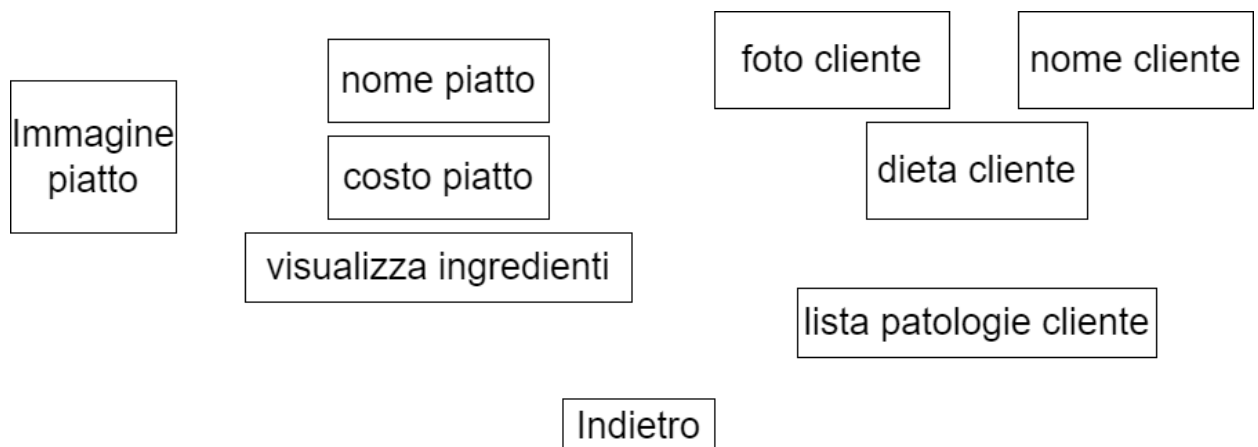 Immagine
piatto
nome piatto
costo piatto
visualizza ingredienti
foto cliente
nome cliente
dieta cliente
lista patologie cliente
Indietro